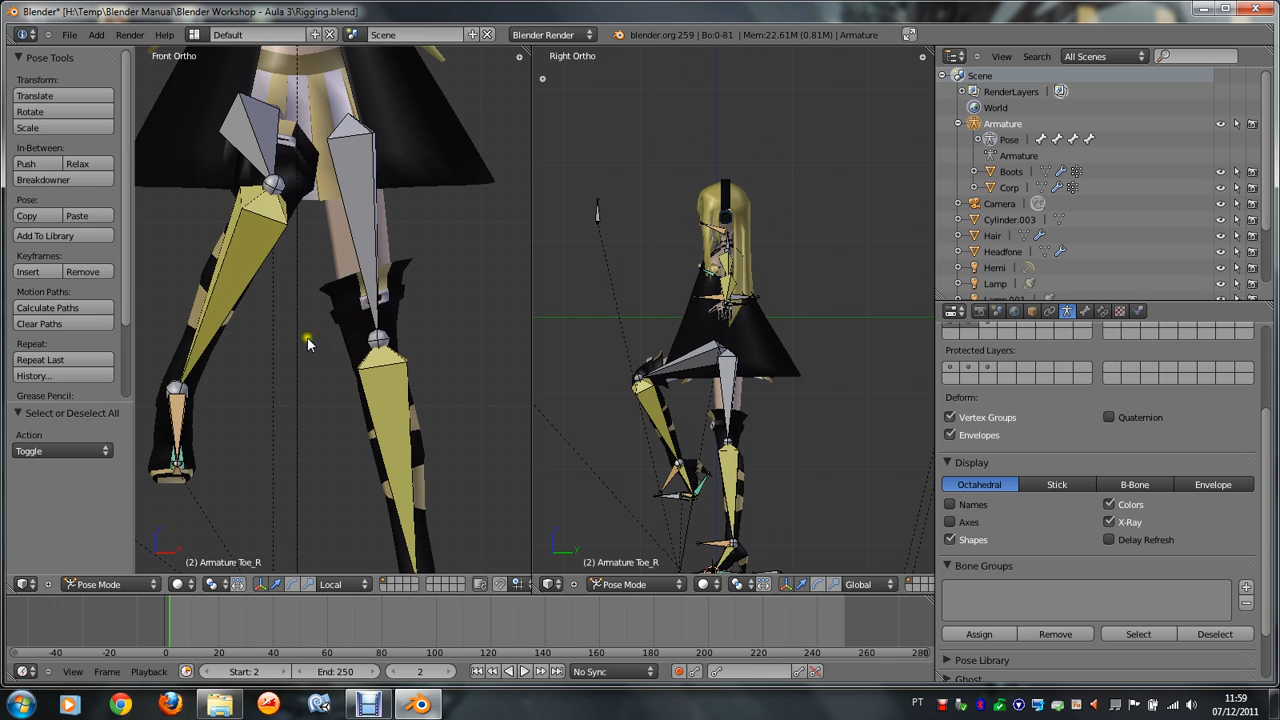 Blender* [H:\Temp\Blender Manual\Blender Workshop - Aula 3\Rigging.blend]
File Add Render Help Default Scene Blender Render blender.org 259 | Bo:0-81 | Mem:22.61M (0.81M) | Armature
Pose Tools
Transform:
Translate
Rotate
Scale
In-Between:
Push Relax
Breakdowner
Pose:
Copy Paste
Add To Library
Keyframes:
Insert Remove
Motion Paths:
Calculate Paths
Clear Paths
Repeat:
Repeat Last
History...
Grease Pencil:
Select or Deselect All
Action
Toggle
Front Ortho
(2) Armature Toe_R
Pose Mode Local
Right Ortho
(2) Armature Toe_R
Pose Mode Global
View Search All Scenes
Scene
RenderLayers
World
Armature
Pose
Armature
Boots
Corp
Camera
Cylinder.003
Hair
Headfone
Hemi
Lamp
Lamp.001
Protected Layers:
Deform:
Vertex Groups Quaternion
Envelopes
Display
Octahedral Stick B-Bone Envelope
Names Colors
Axes X-Ray
Shapes Delay Refresh
Bone Groups
Assign Remove Select Deselect
Pose Library
Ghost
-40 -20 0 20 40 60 80 100 120 140 160 180 200 220 240 260 280
View Frame Playback Start: 2 End: 250 2 No Sync
PT
11:59
07/12/2011